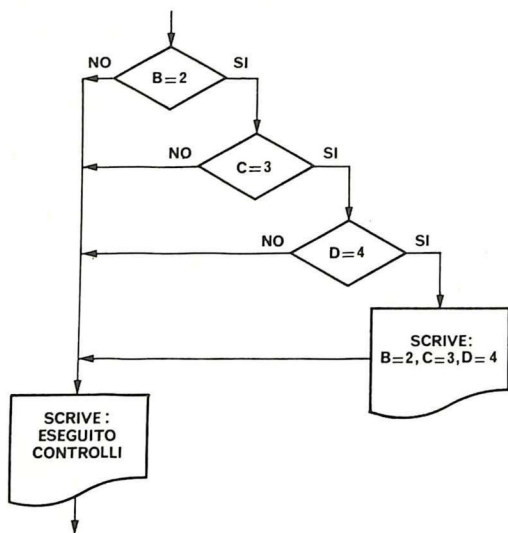 NO
SI
B=2
NO
SI
C=3
NO
SI
D=4
SCRIVE:
B=2, C=3, D=4
SCRIVE:
ESEGUITO
CONTROLLI